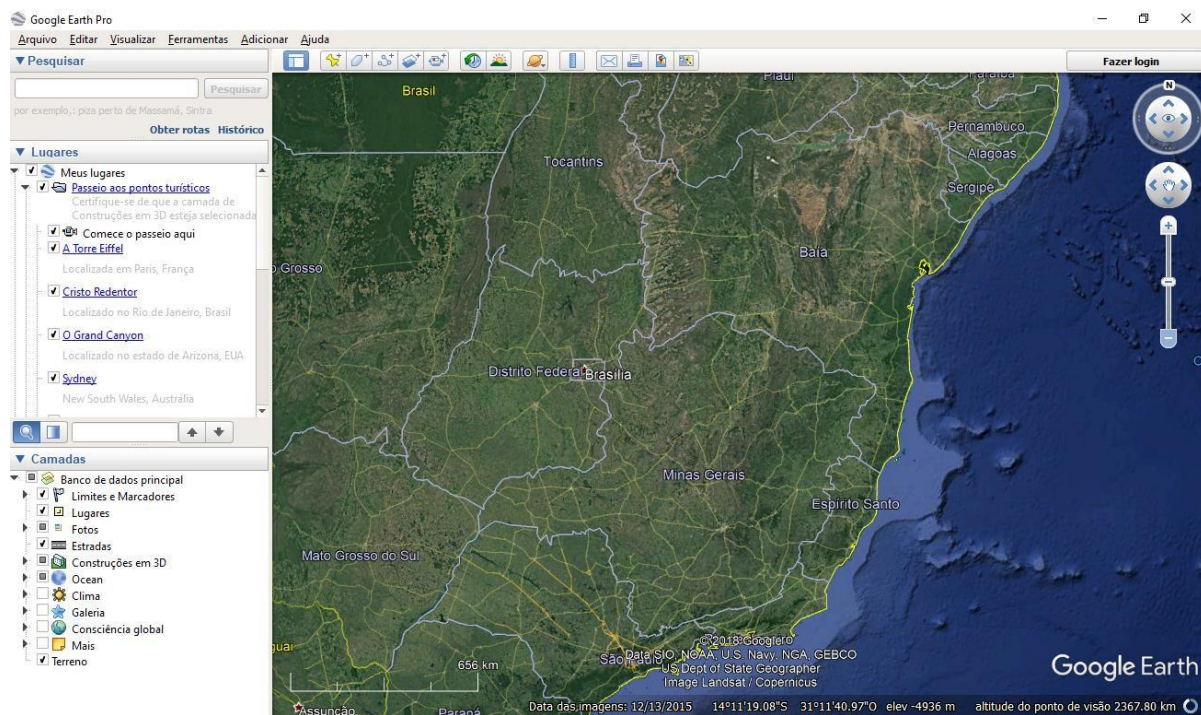 Google Earth Pro
Arquivo Editar Visualizar Ferramentas Adicionar Ajuda
Pesquisar
Pesquisar
por exemplo,: piza perto de Massamá, Sintra
Obter rotas Histórico
Lugares
Meus lugares
Passeio aos pontos turísticos
Certifique-se de que a camada de
Construções em 3D esteja selecionada
Comece o passeio aqui
A Torre Eiffel
Localizada em Paris, França
Cristo Redentor
Localizado no Rio de Janeiro, Brasil
O Grand Canyon
Localizado no estado de Arizona, EUA
Sydney
New South Wales, Austrália
Camadas
Banco de dados principal
Limites e Marcadores
Lugares
Fotos
Estradas
Construções em 3D
Ocean
Clima
Galeria
Consciência global
Mais
Terreno
Fazer login
N
Brasil
Piauí
Paraíba
Pernambuco
Tocantins
Alagoas
Sergipe
Baía
o Grosso
Distrito Federal
Brasília
Minas Gerais
Espírito Santo
Mato Grosso do Sul
guai
São Paulo
656 km
Assunção
Paraná
© 2018 Google
Data SIO, NOAA, U.S. Navy, NGA, GEBCO
US Dept of State Geographer
Image Landsat / Copernicus
Google Earth
Data das imagens: 12/13/2015 14°11'19.08"S 31°11'40.97"O elev -4936 m altitude do ponto de visão 2367.80 km